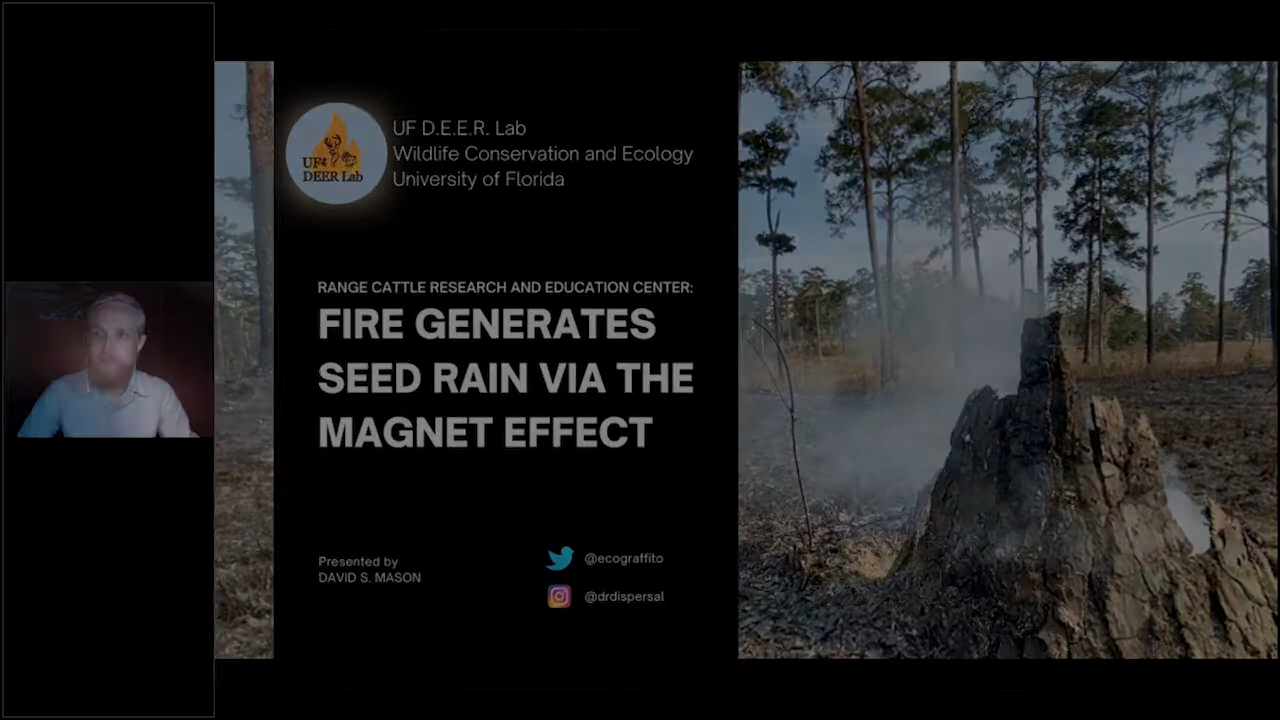 UF D.E.E.R. Lab
Wildlife Conservation and Ecology
University of Florida
UF
DEER Lab
RANGE CATTLE RESEARCH AND EDUCATION CENTER:
FIRE GENERATES
SEED RAIN VIA THE
MAGNET EFFECT
Presented by
DAVID S. MASON
@ecograffito
@drdispersal